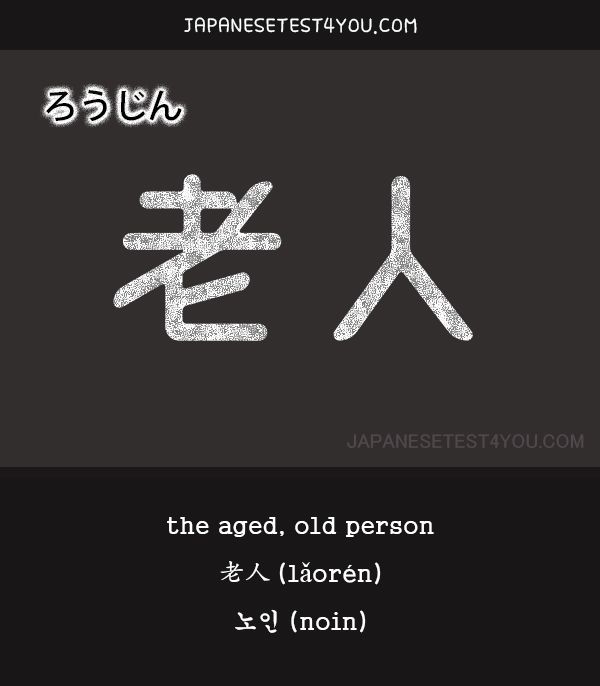 JAPANESETEST4YOU.COM
ろうじん
老人
JAPANESETEST4YOU.COM
the aged, old person
老人 (lǎorén)
노인 (noin)